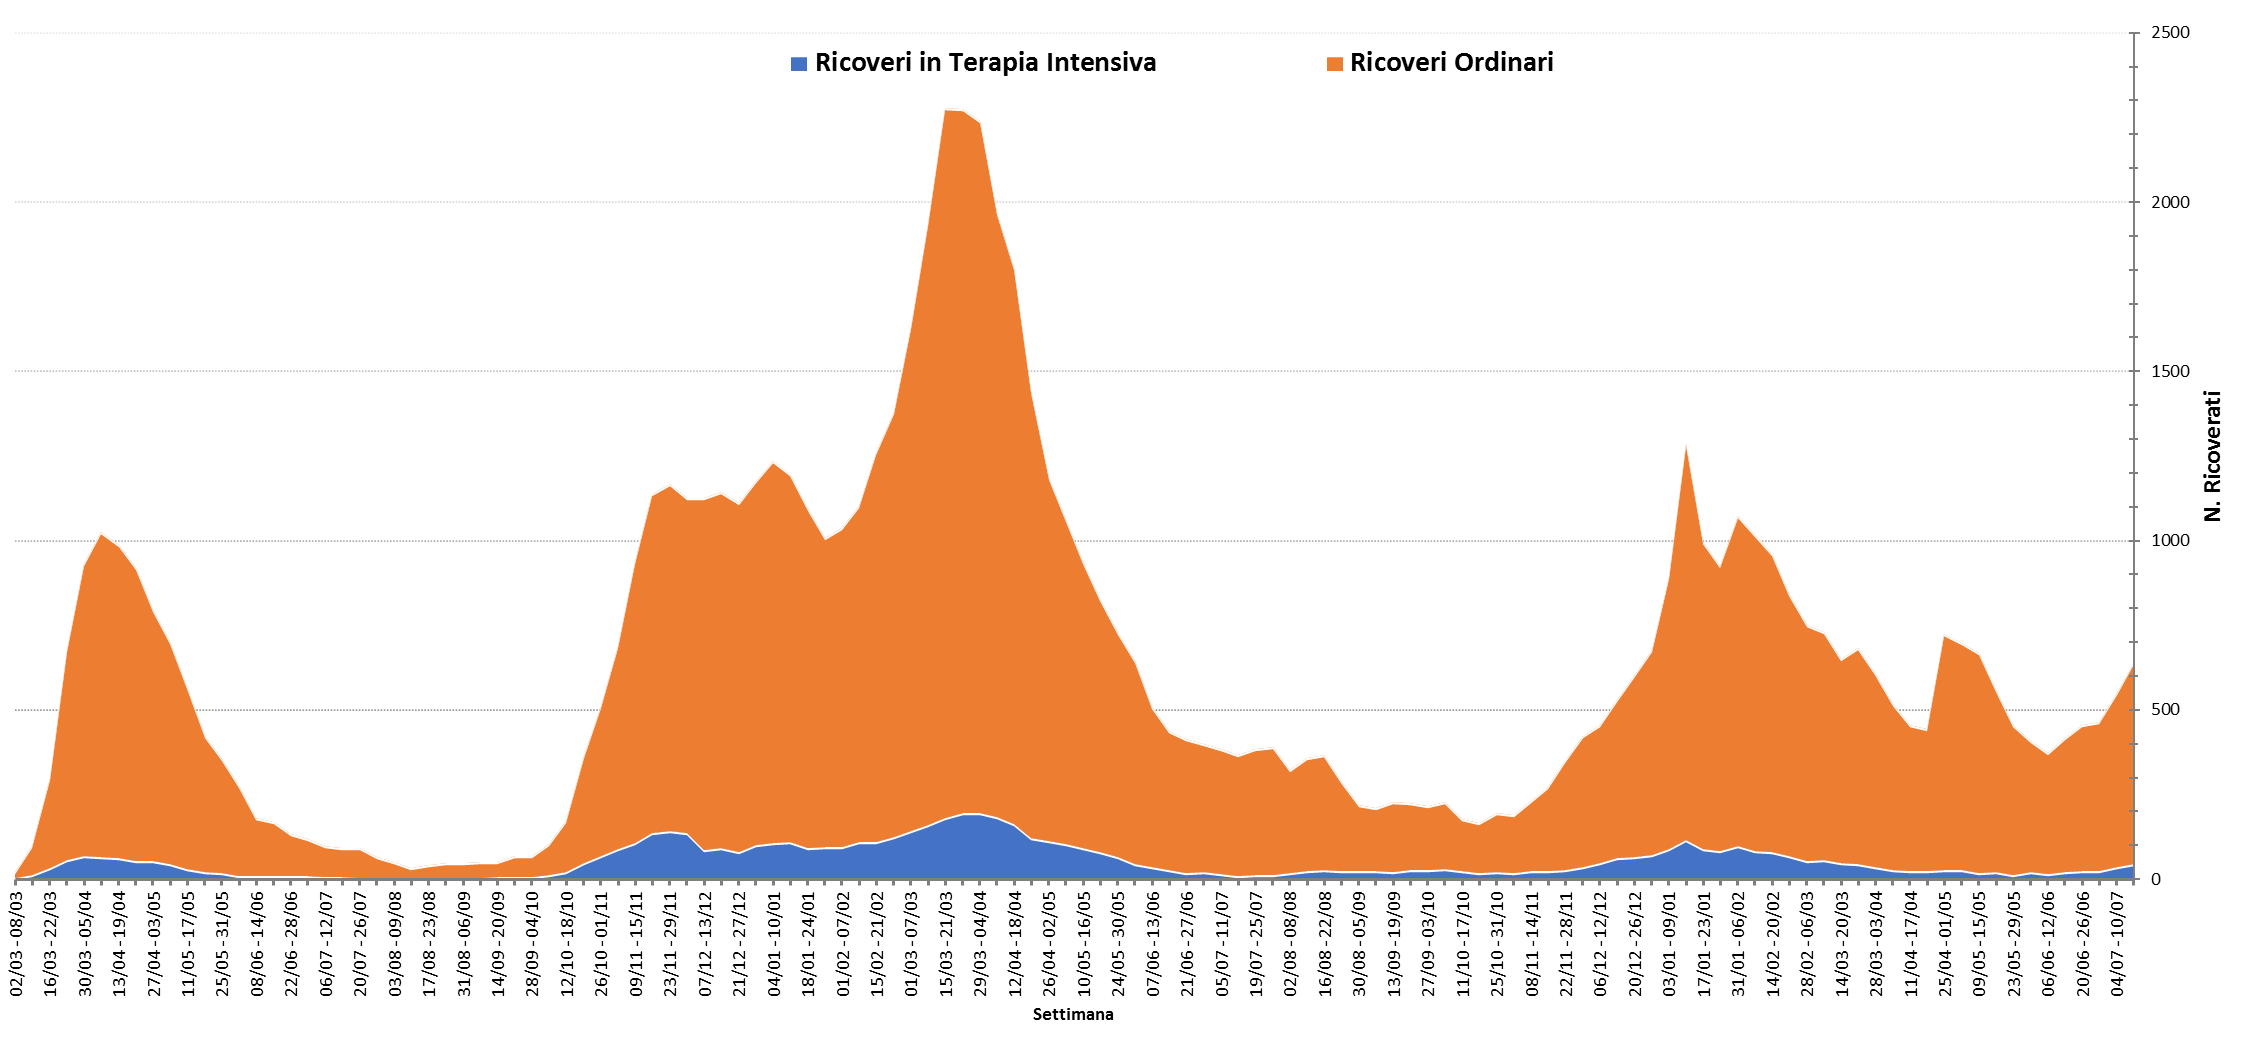 Ricoveri in Terapia Intensiva
Ricoveri Ordinari
2500
2000
1500
1000
500
0
N. Ricoverati
02/03 - 08/03
16/03 - 22/03
30/03 - 05/04
13/04 - 19/04
27/04 - 03/05
11/05 - 17/05
25/05 - 31/05
08/06 - 14/06
22/06 - 28/06
06/07 - 12/07
20/07 - 26/07
03/08 - 09/08
17/08 - 23/08
31/08 - 06/09
14/09 - 20/09
28/09 - 04/10
12/10 - 18/10
26/10 - 01/11
09/11 - 15/11
23/11 - 29/11
07/12 - 13/12
21/12 - 27/12
04/01 - 10/01
18/01 - 24/01
01/02 - 07/02
15/02 - 21/02
01/03 - 07/03
15/03 - 21/03
29/03 - 04/04
12/04 - 18/04
26/04 - 02/05
10/05 - 16/05
24/05 - 30/05
07/06 - 13/06
21/06 - 27/06
05/07 - 11/07
19/07 - 25/07
02/08 - 08/08
16/08 - 22/08
30/08 - 05/09
13/09 - 19/09
27/09 - 03/10
11/10 - 17/10
25/10 - 31/10
08/11 - 14/11
22/11 - 28/11
06/12 - 12/12
20/12 - 26/12
03/01 - 09/01
17/01 - 23/01
31/01 - 06/02
14/02 - 20/02
28/02 - 06/03
14/03 - 20/03
28/03 - 03/04
11/04 - 17/04
25/04 - 01/05
09/05 - 15/05
23/05 - 29/05
06/06 - 12/06
20/06 - 26/06
04/07 - 10/07
Settimana